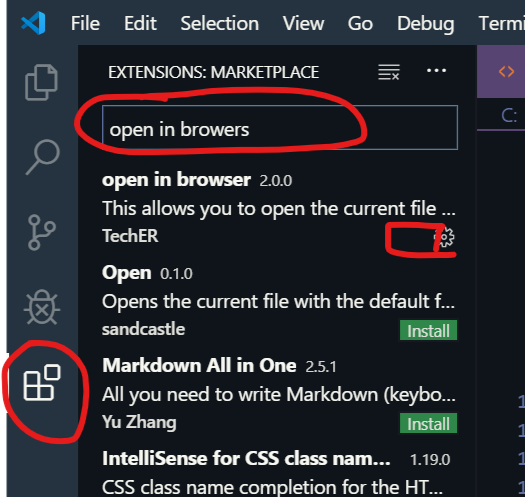 File Edit Selection View Go Debug Termi
EXTENSIONS: MARKETPLACE
C:
open in browers
open in browser 2.0.0
This allows you to open the current file ...
TechER
Open 0.1.0
Opens the current file with the default f...
sandcastle Install
Markdown All in One 2.5.1
All you need to write Markdown (keybo...
Yu Zhang Install
IntelliSense for CSS class nam... 1.19.0
CSS class name completion for the HT...